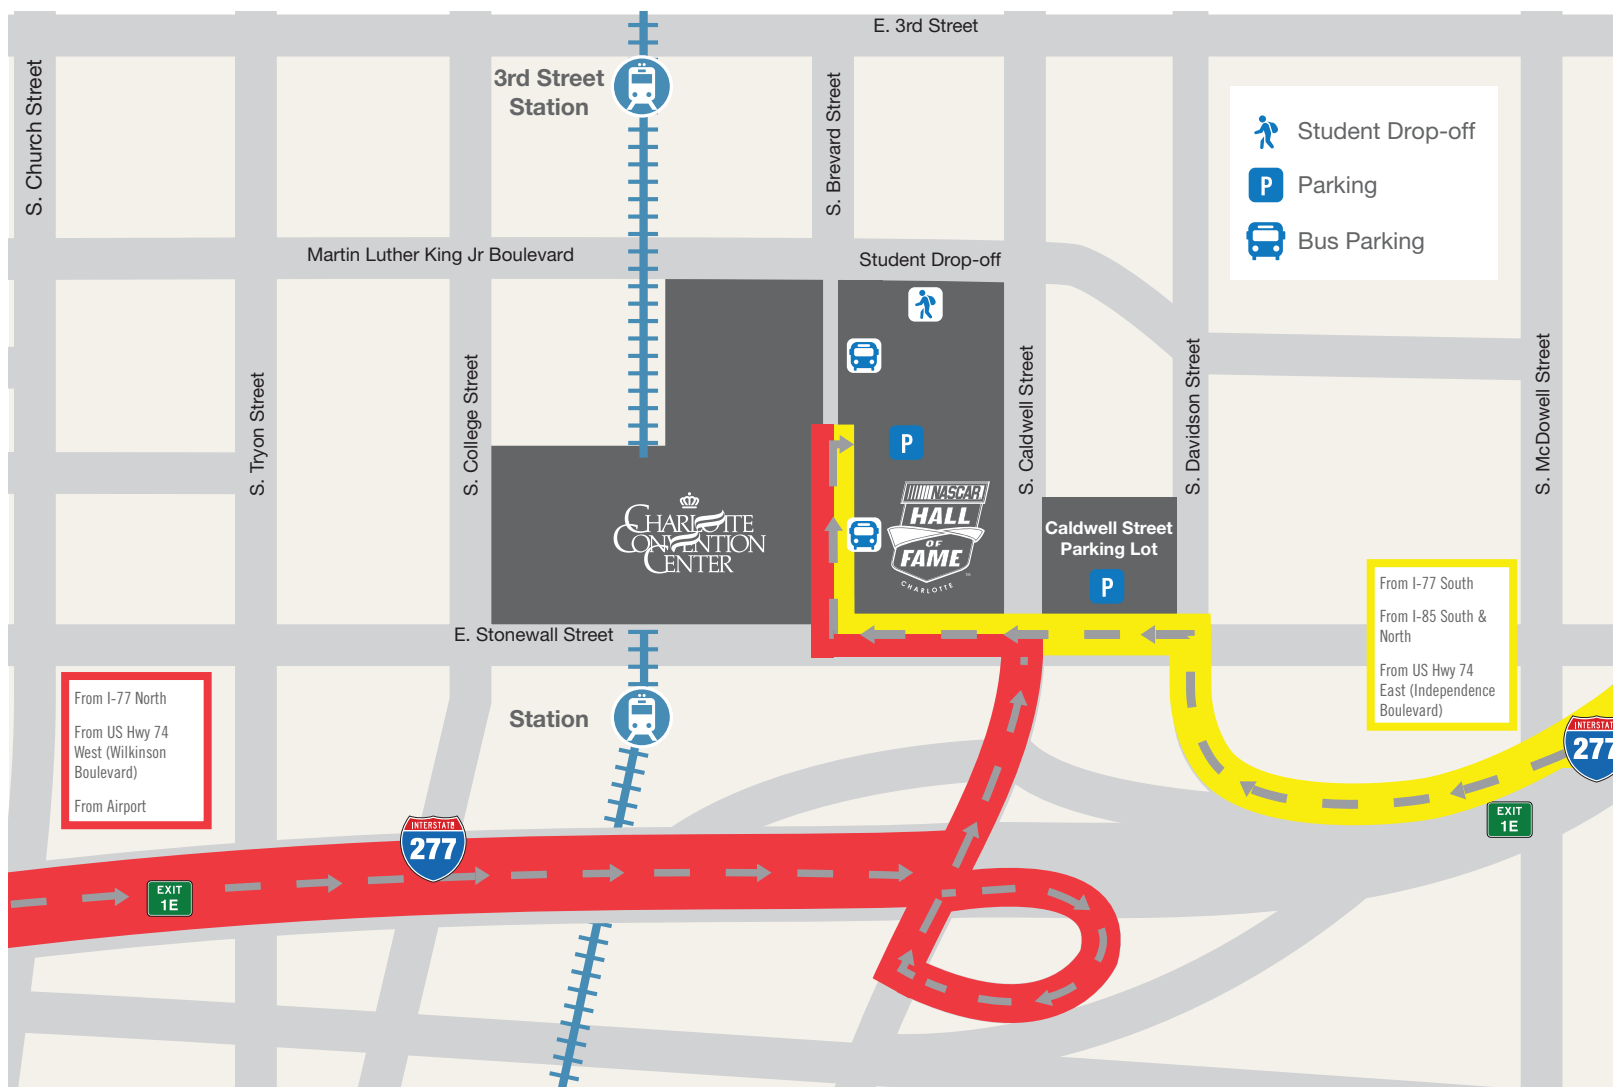 E. 3rd Street
3rd Street
Station
S. Church Street
S. Brevard Street
Student Drop-off
P
Parking
Bus Parking
Martin Luther King Jr Boulevard
Student Drop-off
S. Tryon Street
S. College Street
S. Caldwell Street
S. Davidson Street
S. McDowell Street
P
NASCAR
HALL
OF
FAME
CHARLOTTE
CHARLOTTE
CONVENTION
CENTER
Caldwell Street
Parking Lot
P
E. Stonewall Street
Station
From I-77 South
From I-85 South &
North
From US Hwy 74
East (Independence
Boulevard)
From I-77 North
From US Hwy 74
West (Wilkinson
Boulevard)
From Airport
INTERSTATE
277
EXIT
1E
INTERSTAT
277
EXIT
1E